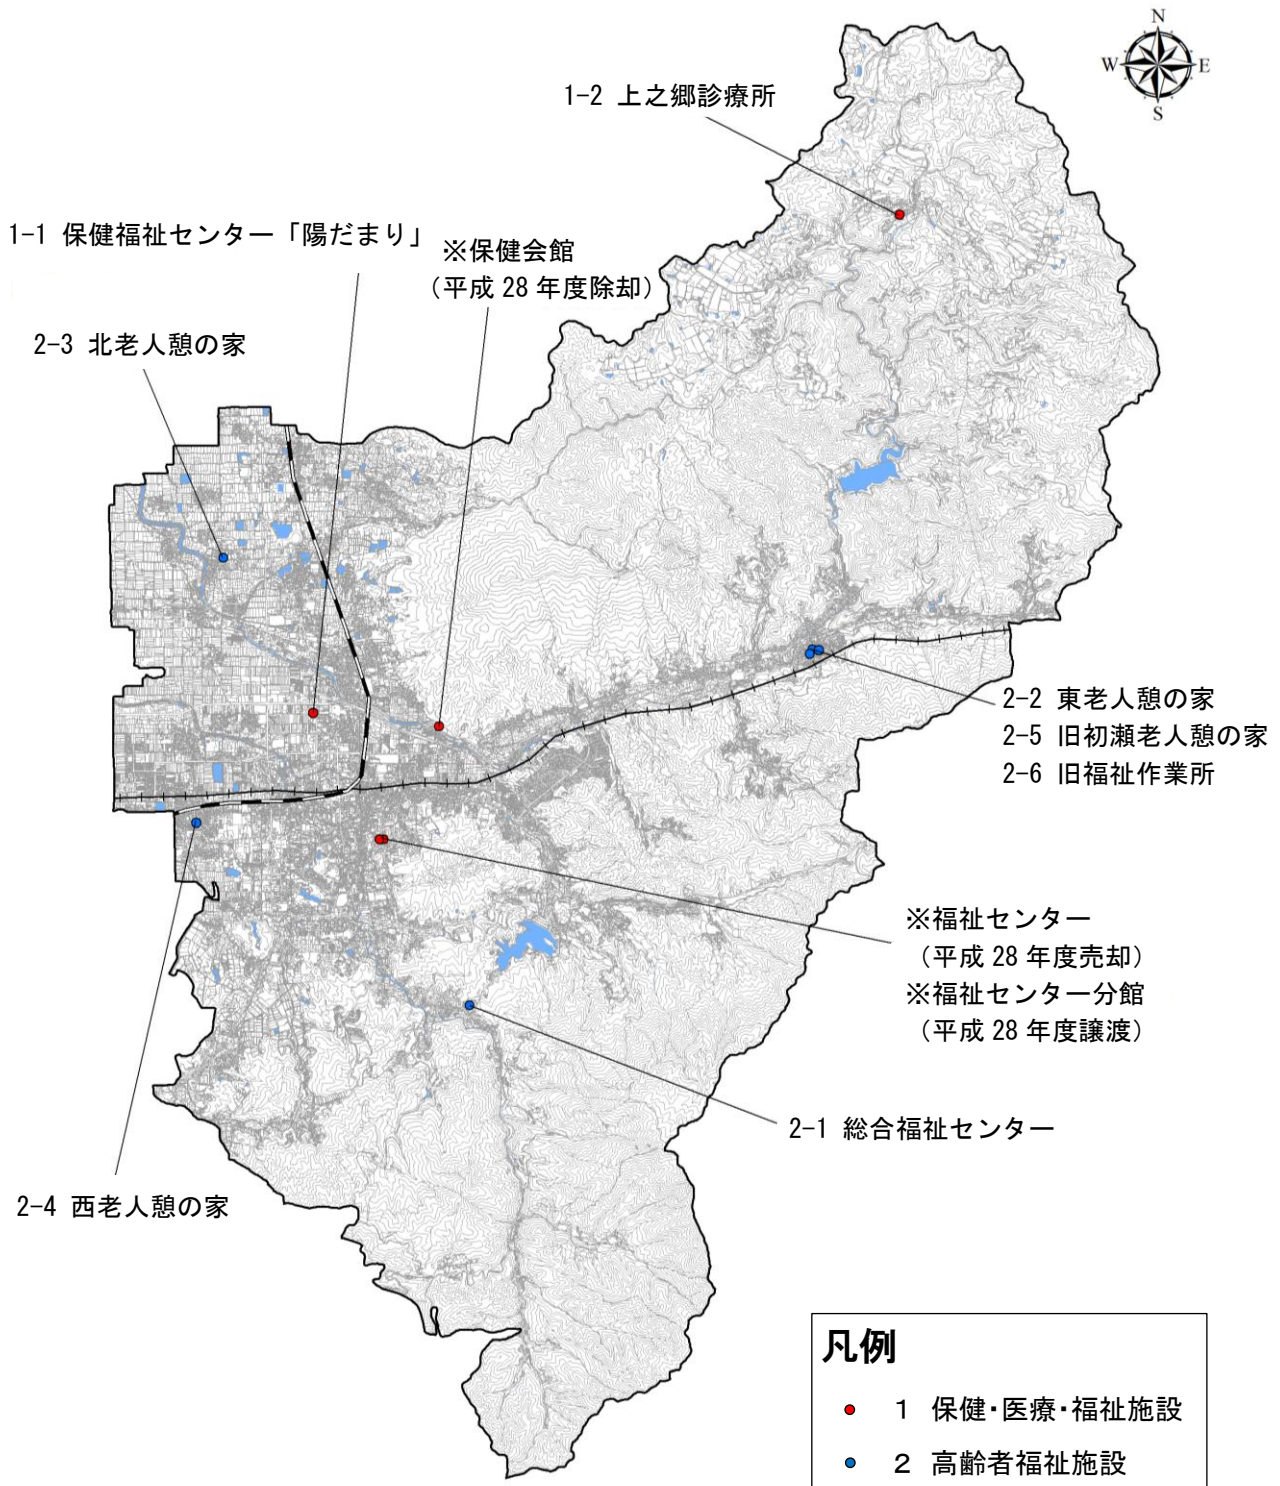 N
W
E
S
1-2 上之郷診療所
1-1 保健福祉センター「陽だまり」
※保健会館
（平成 28 年度除却）
2-3 北老人憩の家
2-2 東老人憩の家
2-5 旧初瀬老人憩の家
2-6 旧福祉作業所
※福祉センター
（平成 28 年度売却）
※福祉センター分館
（平成 28 年度譲渡）
2-1 総合福祉センター
2-4 西老人憩の家
凡例
1 保健・医療・福祉施設
2 高齢者福祉施設